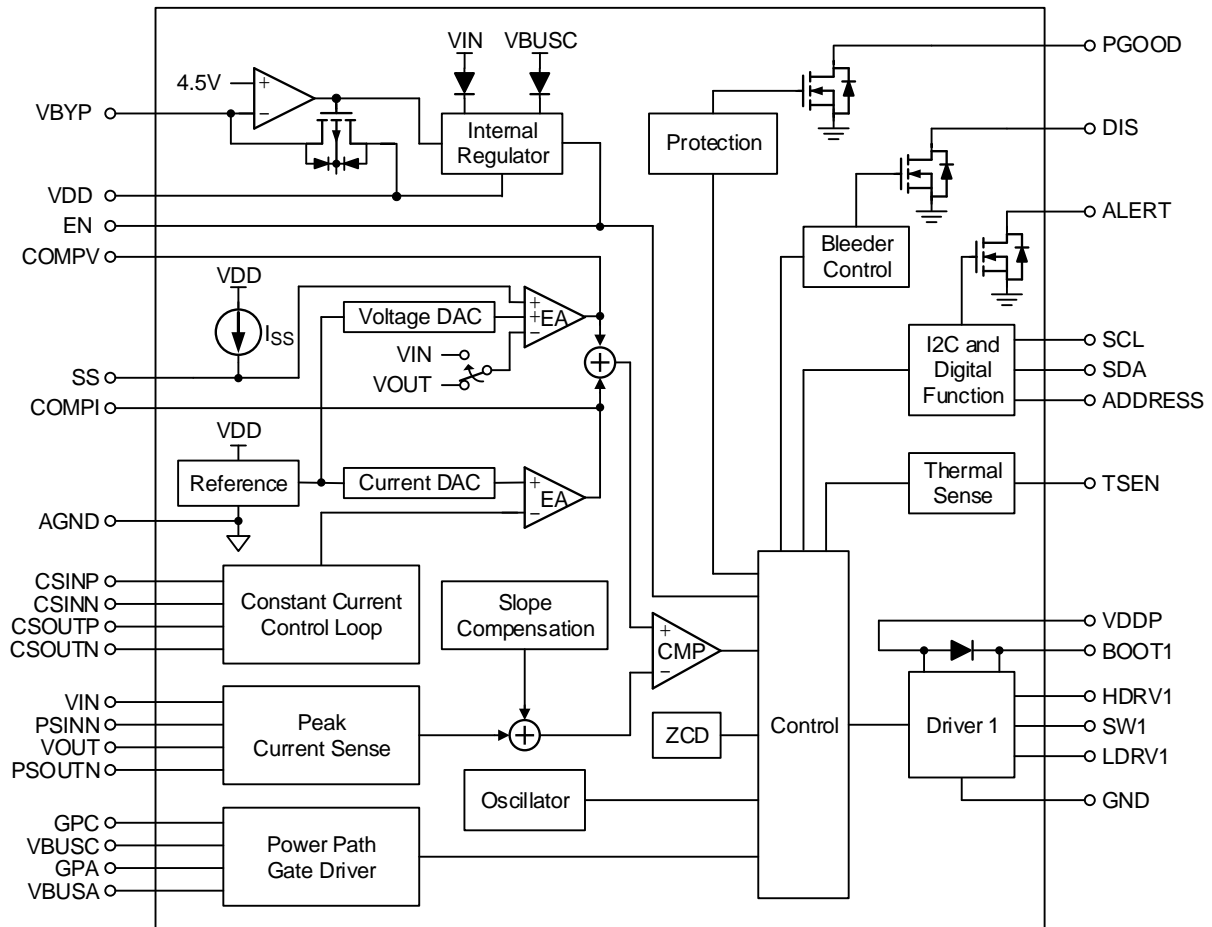 VIN
VBUSC
PGOOD
4.5V
+
−
VBYP
Internal
Regulator
Protection
DIS
VDD
EN
ALERT
COMPV
Bleeder
Control
VDD
ISS
Voltage DAC
+
+
−
EA
VIN
VOUT
+
I2C and
Digital
Function
SCL
SDA
ADDRESS
SS
COMPI
VDD
Reference
Current DAC
+
−
EA
Thermal
Sense
TSEN
AGND
CSINP
CSINN
CSOUTP
CSOUTN
Constant Current
Control Loop
Slope
Compensation
+
−
CMP
VDDP
BOOT1
VIN
PSINN
VOUT
PSOUTN
Peak
Current Sense
+
ZCD
Control
Driver 1
HDRV1
SW1
LDRV1
GND
Oscillator
GPC
VBUSC
GPA
VBUSA
Power Path
Gate Driver